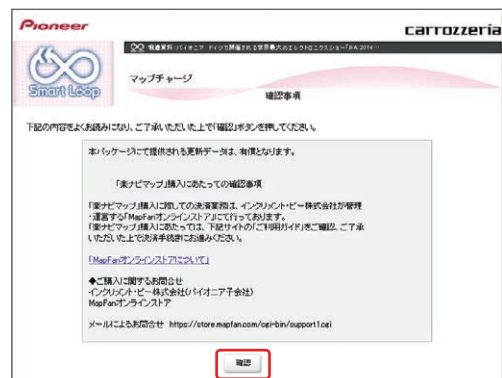 Pioneer
carrozzeria
Smart Loop
マップチャージ
確認事項
下記の内容をよくお読みになり、ご了承いただいた上で「確認」ボタンを押してください。
本パッケージにて提供される更新データは、有償となります。
「楽ナビマップ」購入にあたっての確認事項
「楽ナビマップ」購入に際しての決済業務は、インクリメント・ピー株式会社が管理
・運営する「MapFanオンラインストア」にて行っております。
「楽ナビマップ」購入にあたっては、下記サイトの「ご利用ガイド」をご確認、ご了承
いただいた上で決済手続きにお進みください。
「MapFanオンラインストアについて」
◆ご購入に関するお問合せ
インクリメント・ピー株式会社(パイオニア子会社)
MapFanオンラインストア
メールによるお問合せ https://store.mapfan.com/cgi-bin/support1.cgi
確認